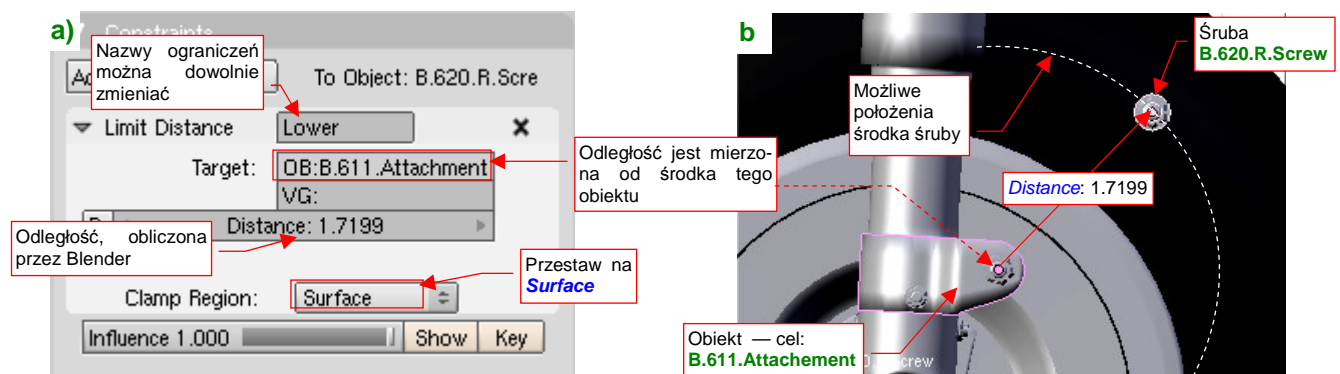 a)
Constraints
Nazwy ograniczeń
można dowolnie
zmieniać
To Object: B.620.R.Scre
Limit Distance
Lower
Target:
OB:B.611.Attachment
VG:
Distance: 1.7199
Odległość, obliczona
przez Blender
Odległość jest mierzo-
na od środka tego
obiektu
Przestaw na
Surface
Clamp Region:
Surface
Influence 1.000
Show
Key
b
Śruba
B.620.R.Screw
Możliwe
położenia
środka śruby
Distance: 1.7199
Obiekt — cel:
B.611.Attachement